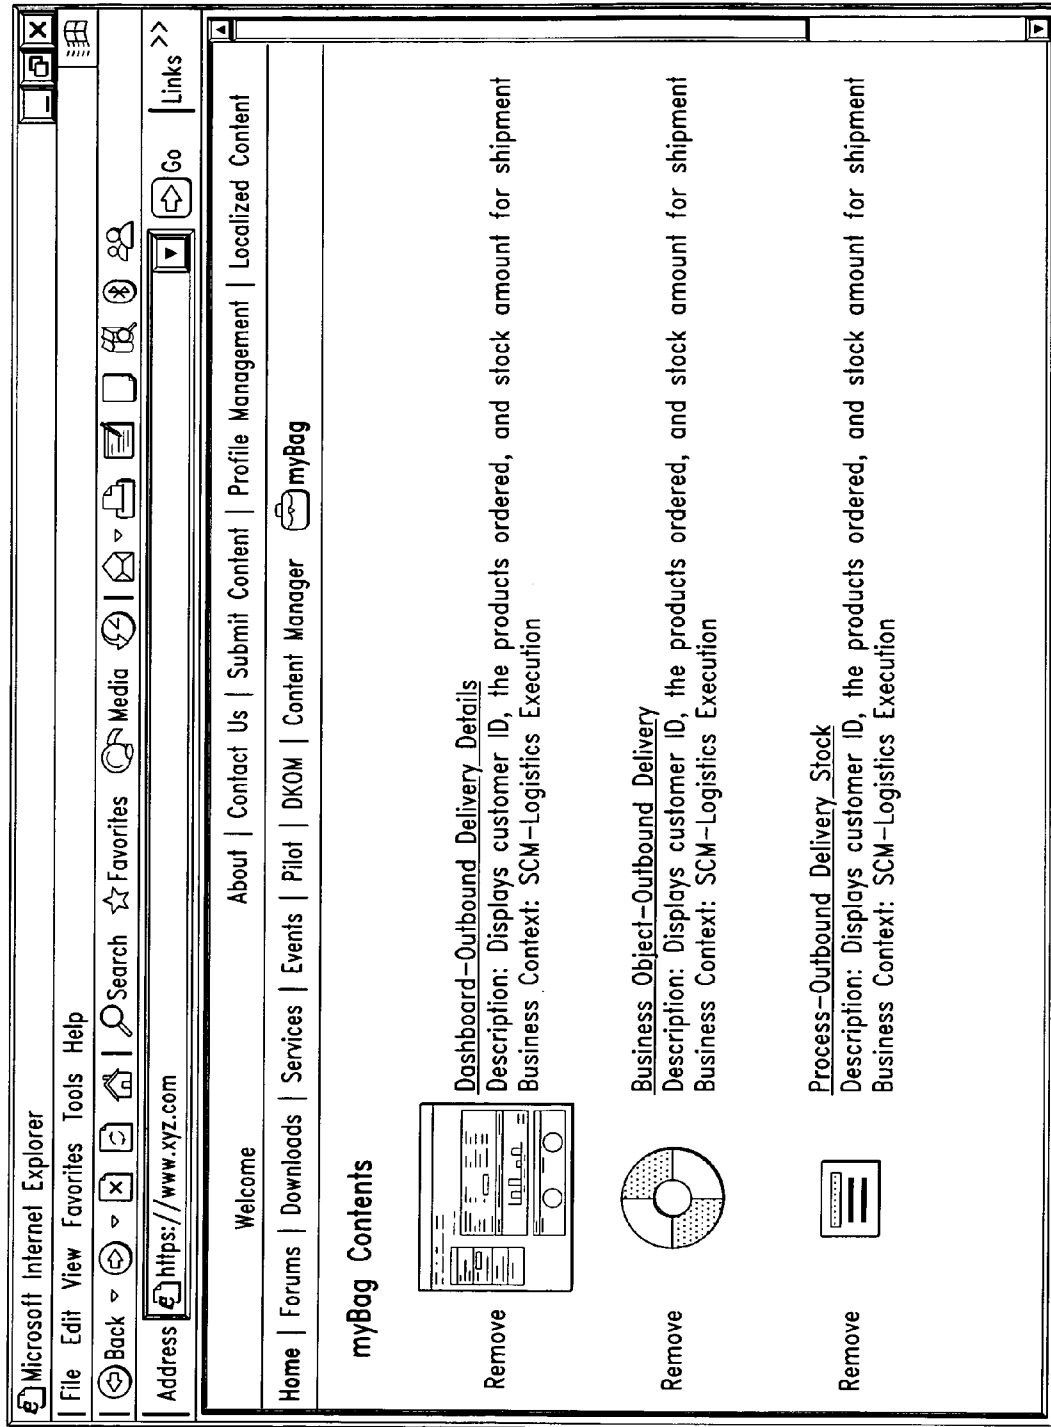 Microsoft Internet Explorer
File Edit View Favorites Tools Help
Back Search Favorites Media
Address https://www.xyz.com Go Links >>
Welcome About | Contact Us | Submit Content | Profile Management | Localized Content
Home | Forums | Downloads | Services | Events | Pilot | DKOM | Content Manager myBag
myBag Contents
Remove
Dashboard-Outbound Delivery Details
Description: Displays customer ID, the products ordered, and stock amount for shipment
Business Context: SCM-Logistics Execution
Remove
Business Object-Outbound Delivery
Description: Displays customer ID, the products ordered, and stock amount for shipment
Business Context: SCM-Logistics Execution
Remove
Process-Outbound Delivery Stock
Description: Displays customer ID, the products ordered, and stock amount for shipment
Business Context: SCM-Logistics Execution